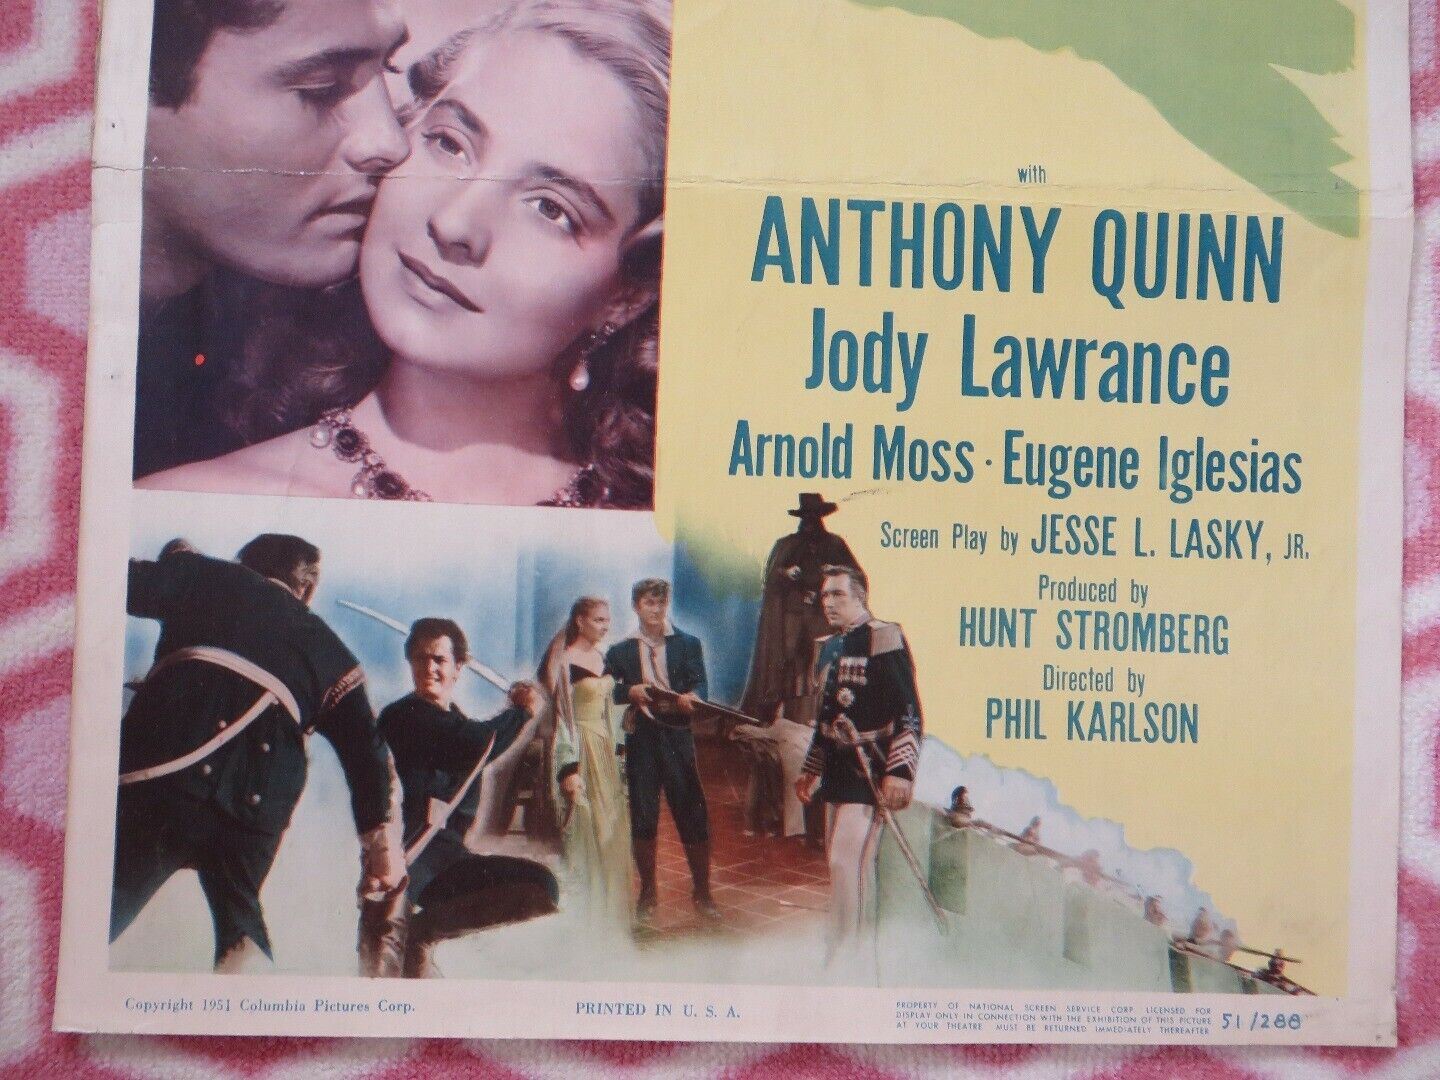 with
ANTHONY QUINN
Jody Lawrance
Arnold Moss · Eugene Iglesias
Screen Play by JESSE L. LASKY, JR.
Produced by
HUNT STROMBERG
Directed by
PHIL KARLSON
Copyright 1951 Columbia Pictures Corp.
PRINTED IN U. S. A.
PROPERTY OF NATIONAL SCREEN SERVICE CORP. LICENSED FOR
DISPLAY ONLY IN CONNECTION WITH THE EXHIBITION OF THIS PICTURE
AT YOUR THEATRE. MUST BE RETURNED IMMEDIATELY THEREAFTER
51/288